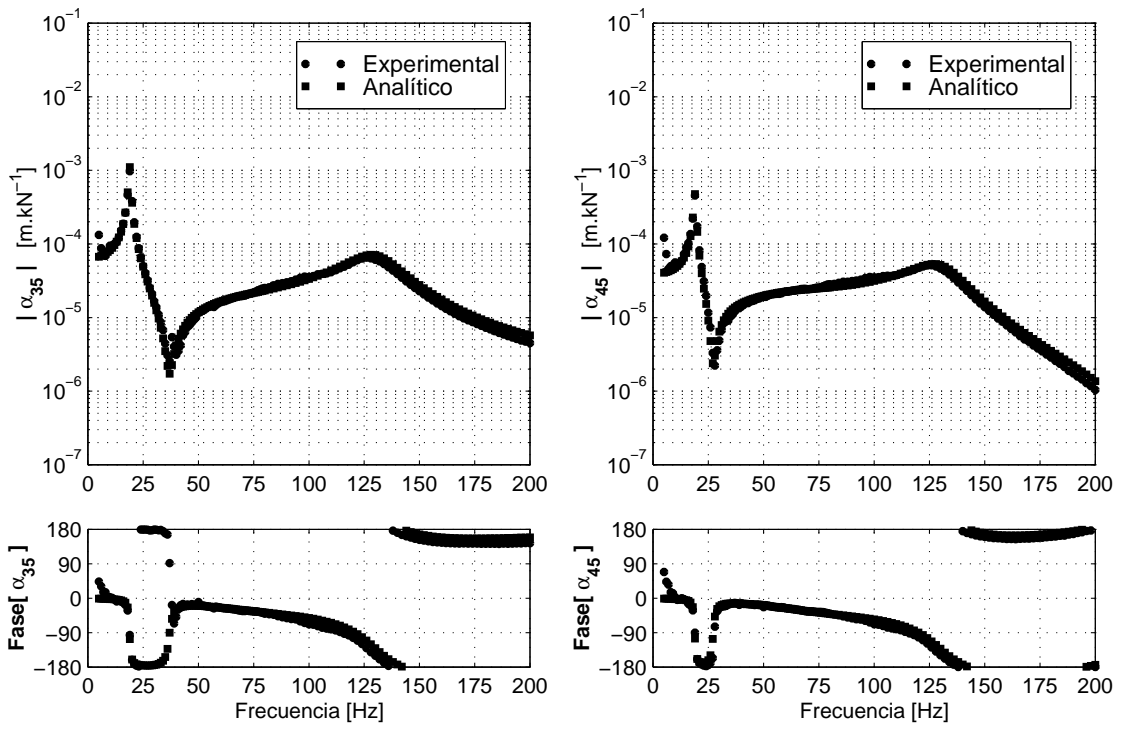 10⁻¹
10⁻²
10⁻³
10⁻⁴
10⁻⁵
10⁻⁶
10⁻⁷
| α₃₅ | [m.kN⁻¹]
Experimental
Analítico
0 25 50 75 100 125 150 175 200
10⁻¹
10⁻²
10⁻³
10⁻⁴
10⁻⁵
10⁻⁶
10⁻⁷
| α₄₅ | [m.kN⁻¹]
Experimental
Analítico
0 25 50 75 100 125 150 175 200
180
90
0
−90
−180
Fase[ α₃₅ ]
0 25 50 75 100 125 150 175 200
Frecuencia [Hz]
180
90
0
−90
−180
Fase[ α₄₅ ]
0 25 50 75 100 125 150 175 200
Frecuencia [Hz]